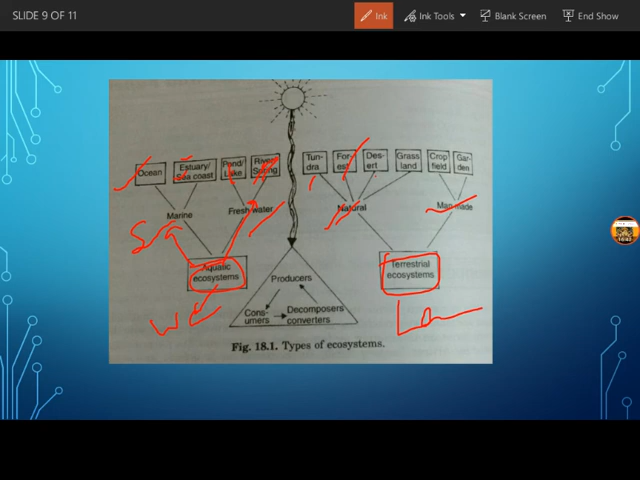 SLIDE 9 OF 11
Ink
Ink Tools
Blank Screen
End Show
Ocean
Estuary/
Sea coast
Pond/
Lake
River
Spring
Tun-
dra
For-
est
Des-
ert
Grass
land
Crop
field
Gar-
den
Marine
Fresh water
Natural
Man made
Aquatic
ecosystems
Terrestrial
ecosystems
Producers
Cons-
umers
Decomposers
converters
Fig. 18.1. Types of ecosystems.